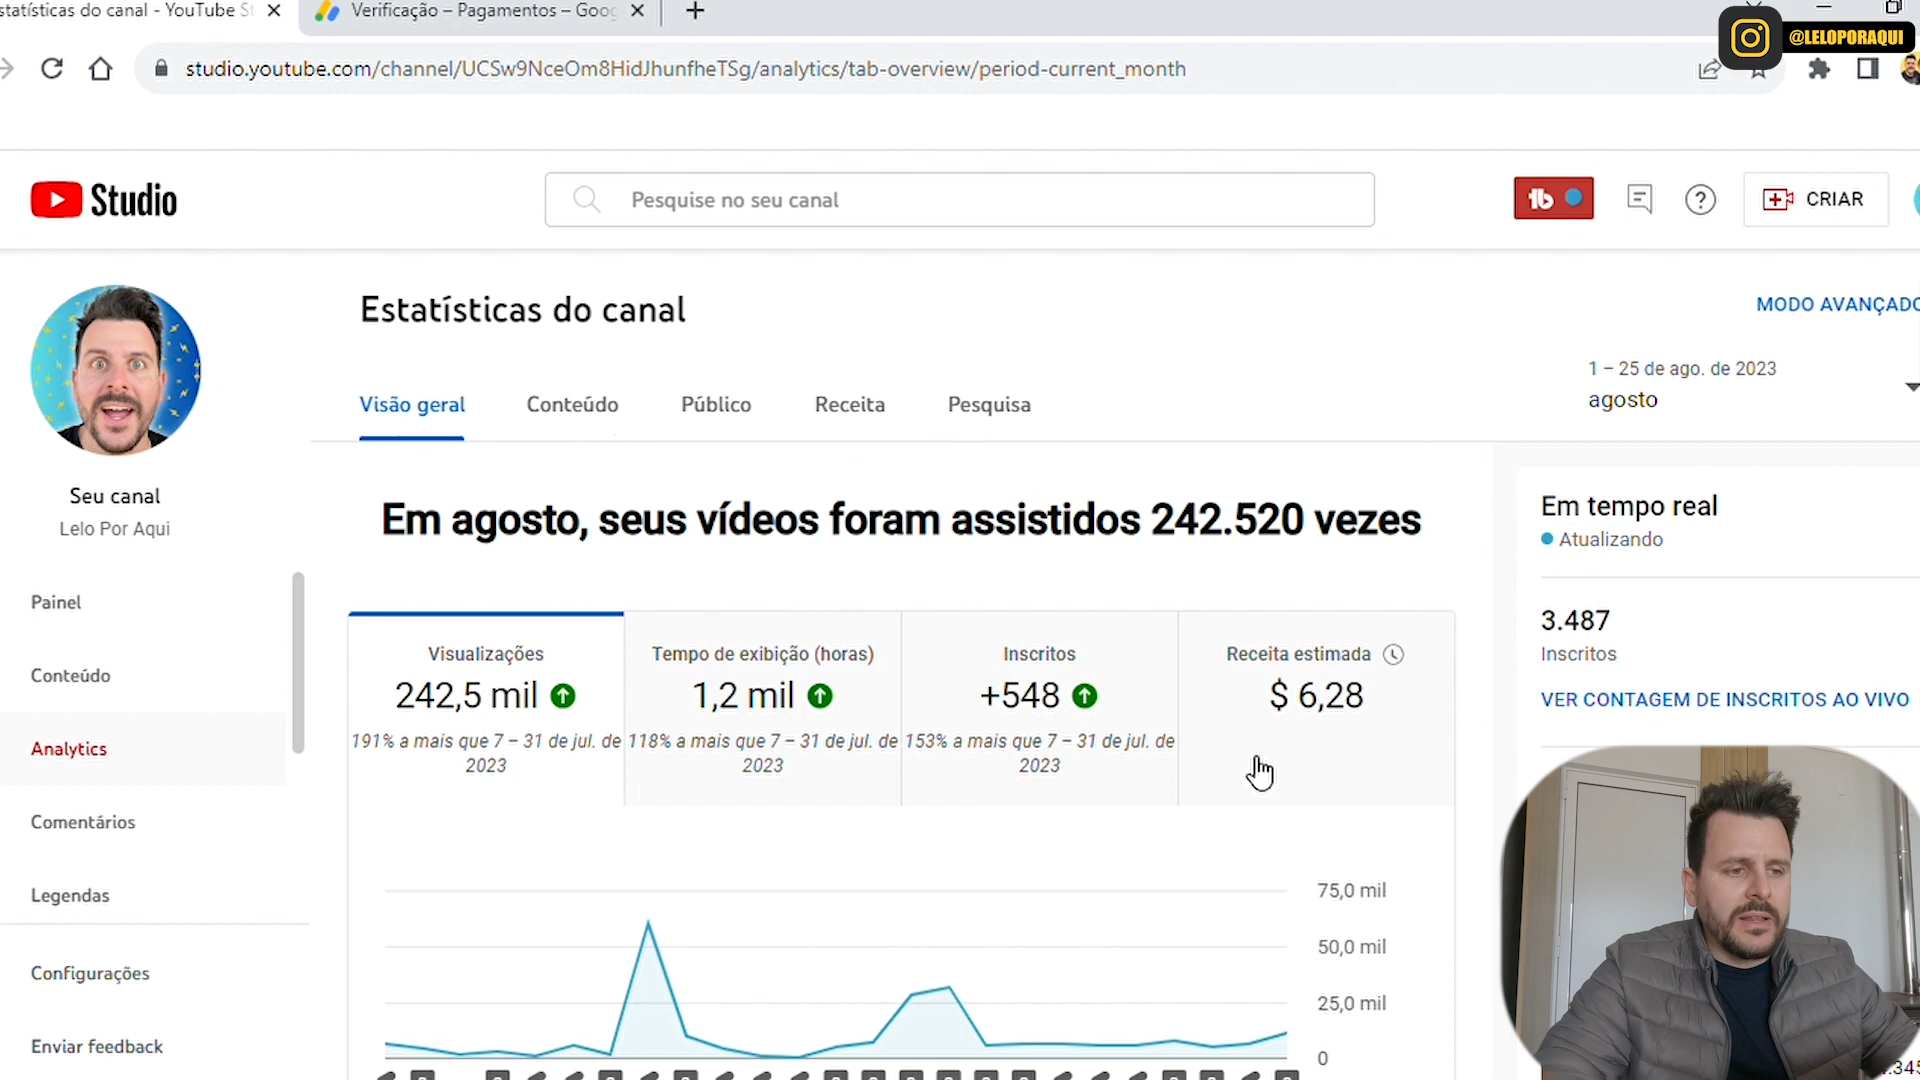 statísticas do canal - YouTube St
Verificação – Pagamentos – Goog
@LELOPORAQUI
studio.youtube.com/channel/UCSw9NceOm8HidJhunfheTSg/analytics/tab-overview/period-current_month
Studio
Pesquise no seu canal
tb
CRIAR
Estatísticas do canal
MODO AVANÇADO
1 – 25 de ago. de 2023
agosto
Visão geral
Conteúdo
Público
Receita
Pesquisa
Seu canal
Lelo Por Aqui
Painel
Conteúdo
Analytics
Comentários
Legendas
Configurações
Enviar feedback
Em agosto, seus vídeos foram assistidos 242.520 vezes
Visualizações
242,5 mil
191% a mais que 7 – 31 de jul. de
2023
Tempo de exibição (horas)
1,2 mil
118% a mais que 7 – 31 de jul. de
2023
Inscritos
+548
153% a mais que 7 – 31 de jul. de
2023
Receita estimada
$ 6,28
75,0 mil
50,0 mil
25,0 mil
0
Em tempo real
Atualizando
3.487
Inscritos
VER CONTAGEM DE INSCRITOS AO VIVO